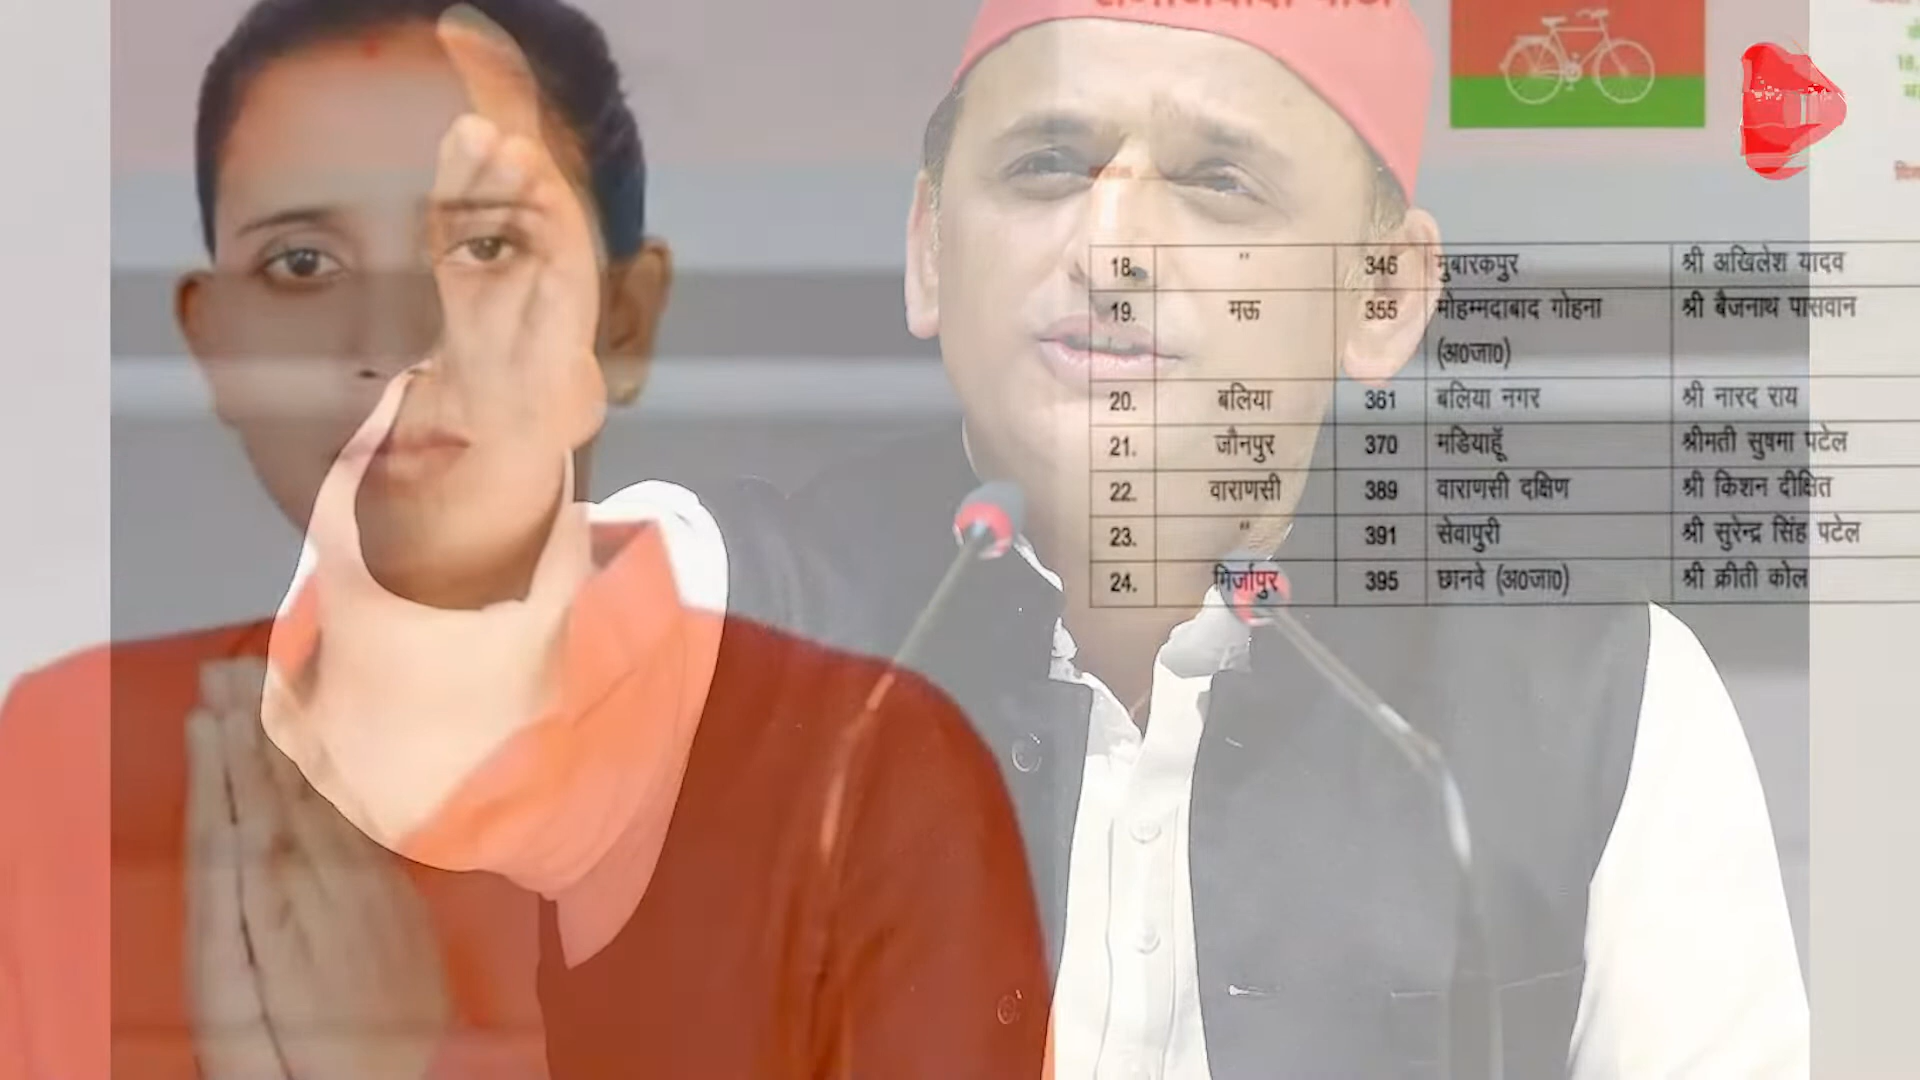 समाजवादी पार्टी
18. " 346 मुबारकपुर श्री अखिलेश यादव
19. मऊ 355 मोहम्मदाबाद गोहना श्री बैजनाथ पासवान
(अ0जा0)
20. बलिया 361 बलिया नगर श्री नारद राय
21. जौनपुर 370 मडियाहूँ श्रीमती सुषमा पटेल
22. वाराणसी 389 वाराणसी दक्षिण श्री किशन दीक्षित
23. " 391 सेवापुरी श्री सुरेन्द्र सिंह पटेल
24. मिर्जापुर 395 छानवे (अ0जा0) श्री क्रीती कोल